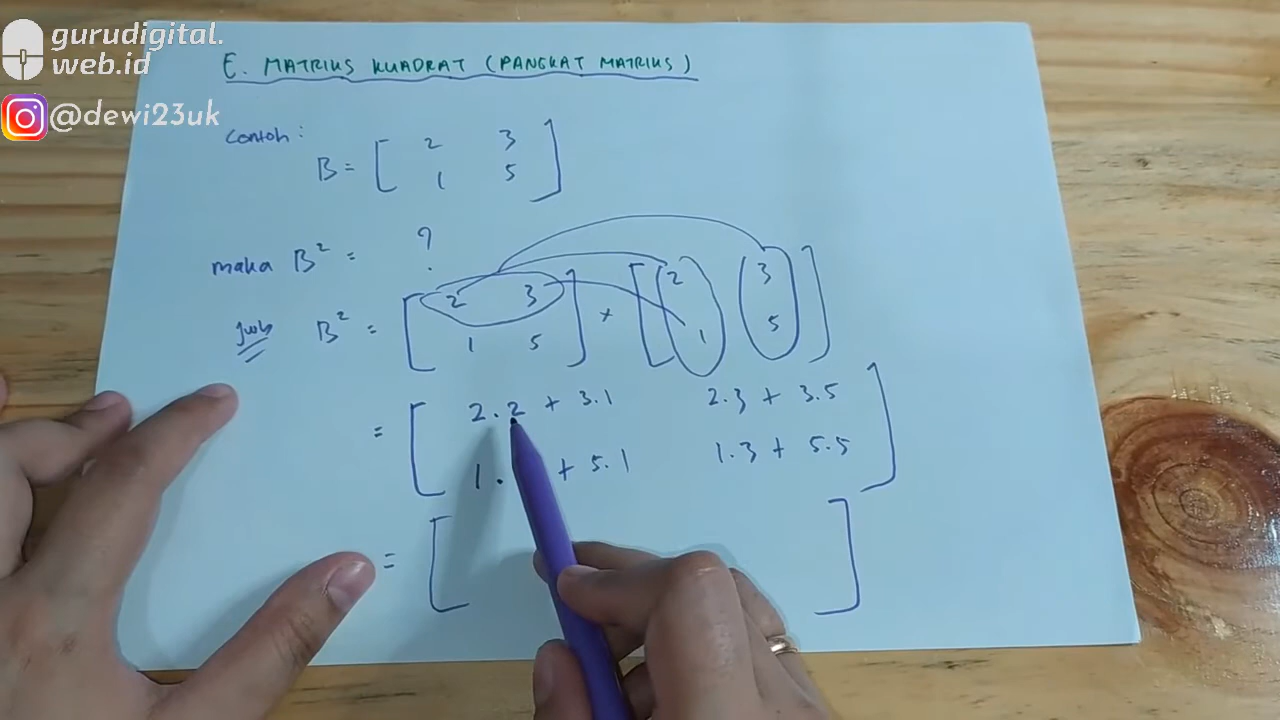 gurudigital.
web.id
@dewi23uk
E. MATRIKS KUADRAT (PANGKAT MATRIKS)
Contoh:
B = [ 2 3
1 5 ]
maka B² = ?
Jwb B² = [ 2 3 ] × [ 2 3 ]
1 5 1 5
= [ 2.2 + 3.1 2.3 + 3.5 ]
1. + 5.1 1.3 + 5.5
= [ ]